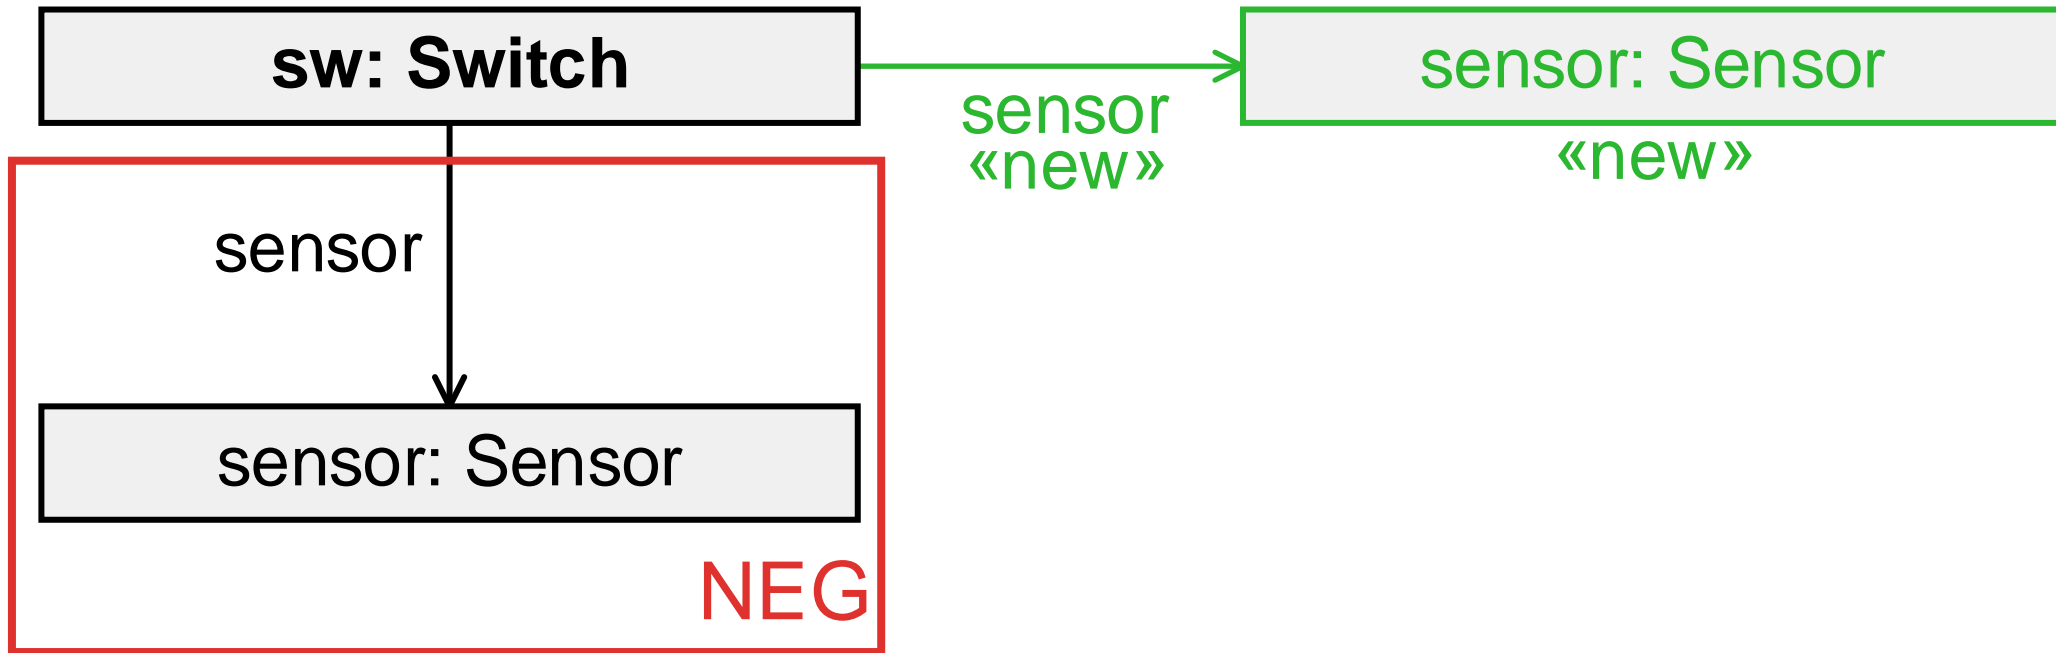 sw: Switch
sensor: Sensor
sensor
«new»
«new»
sensor
sensor: Sensor
NEG